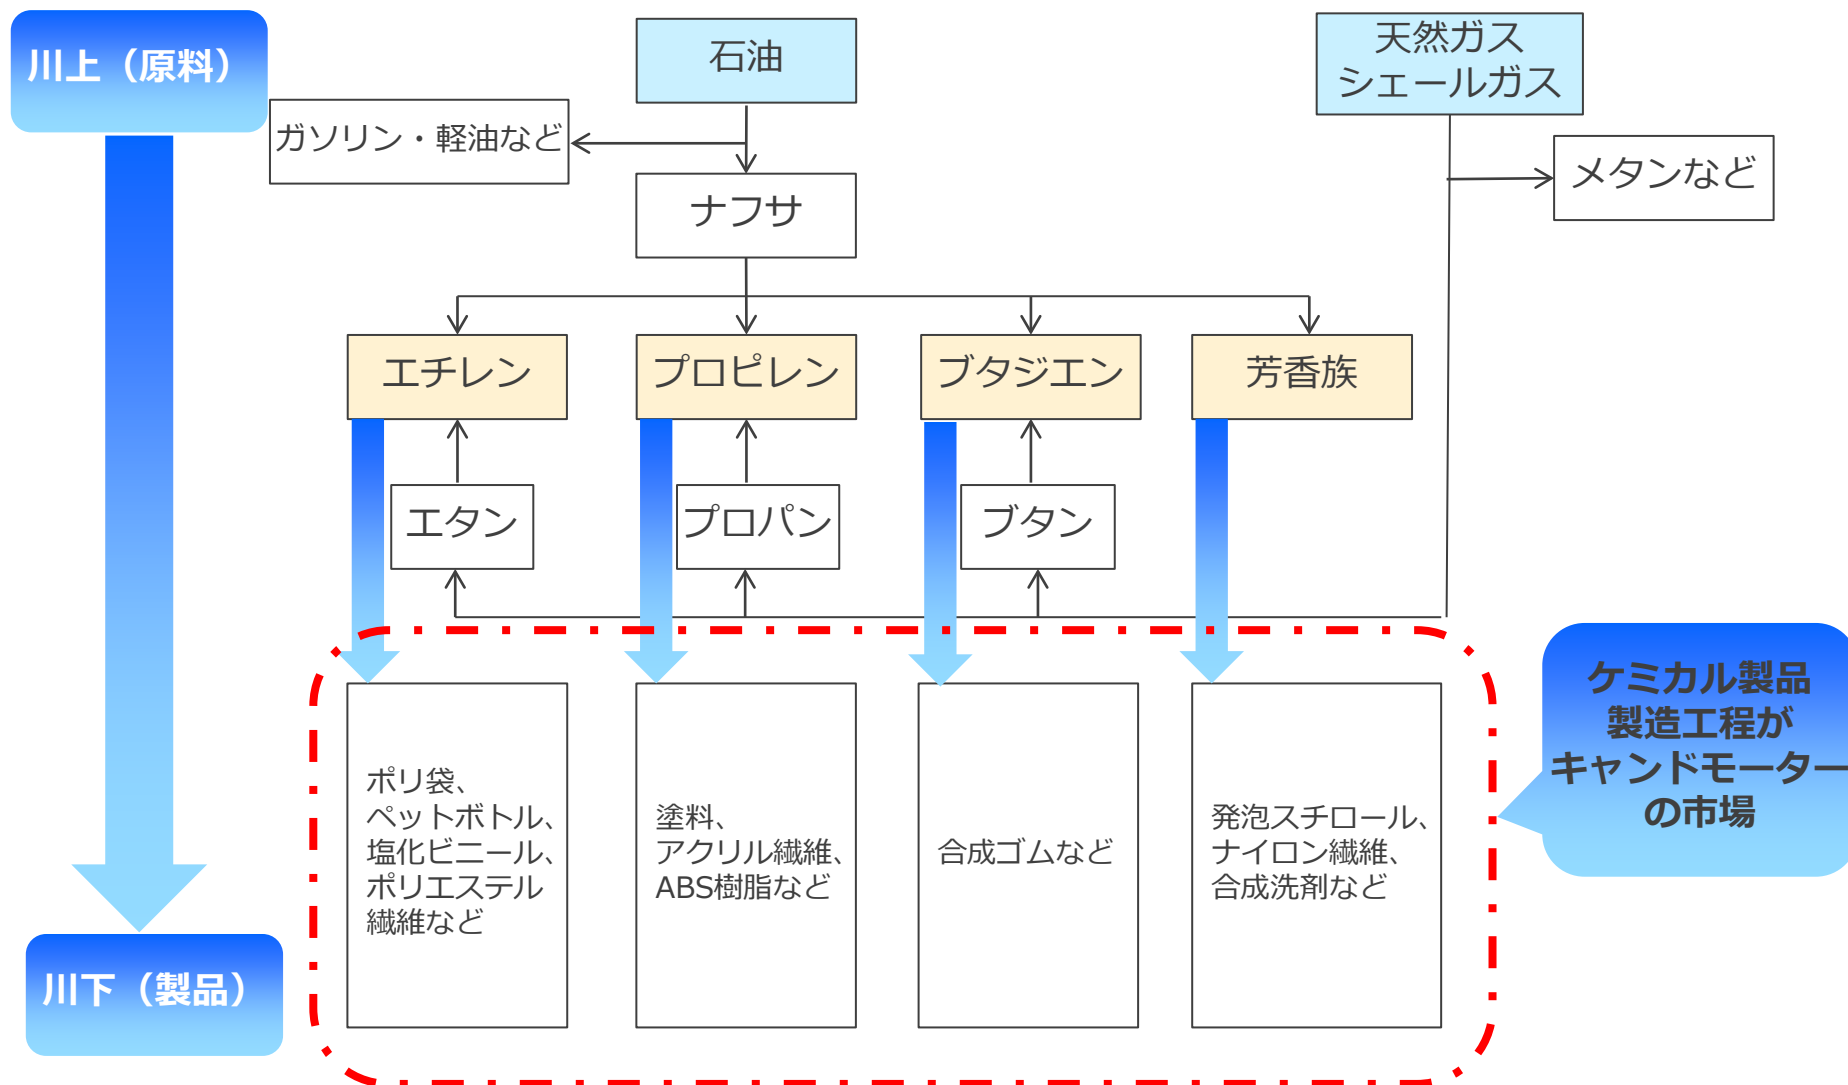 川上（原料）
石油
天然ガス
シェールガス
ガソリン・軽油など
メタンなど
ナフサ
エチレン
プロピレン
ブタジエン
芳香族
エタン
プロパン
ブタン
ケミカル製品
製造工程が
キャンドモーター
の市場
ポリ袋、
ペットボトル、
塩化ビニール、
ポリエステル
繊維など
塗料、
アクリル繊維、
ABS樹脂など
合成ゴムなど
発泡スチロール、
ナイロン繊維、
合成洗剤など
川下（製品）